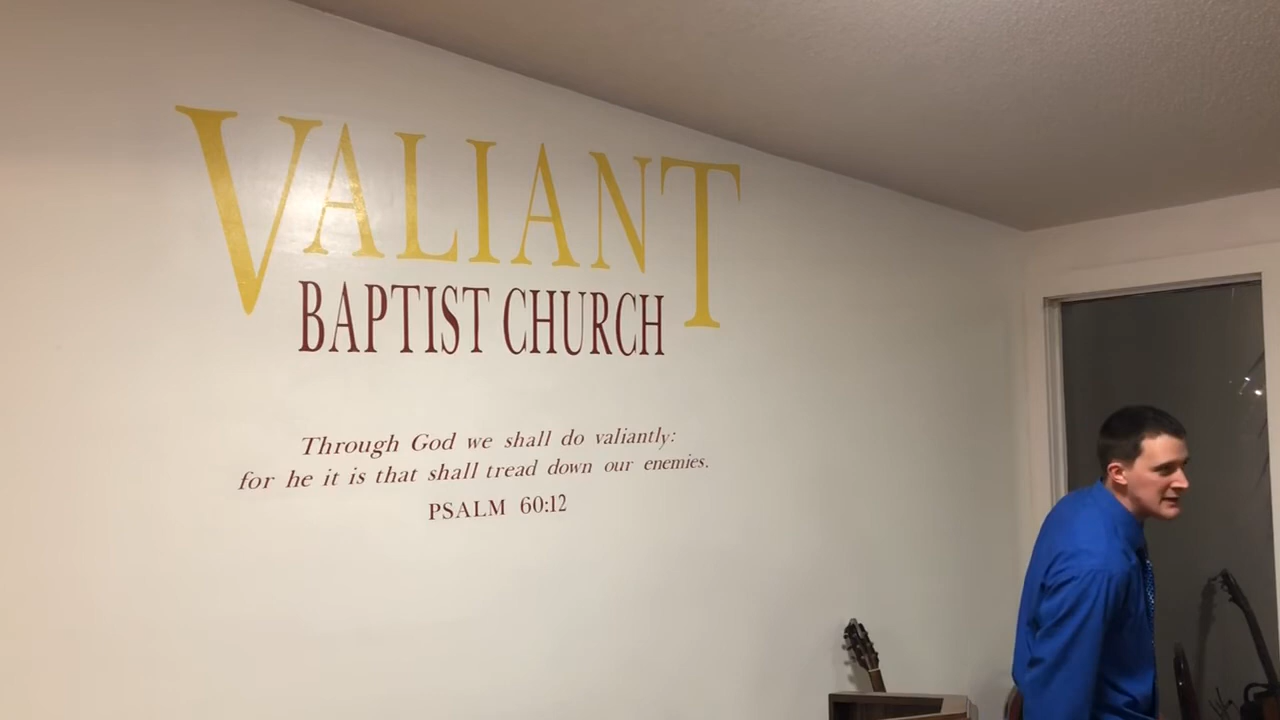 VALIANT
BAPTIST CHURCH
Through God we shall do valiantly:
for he it is that shall tread down our enemies.
PSALM 60:12